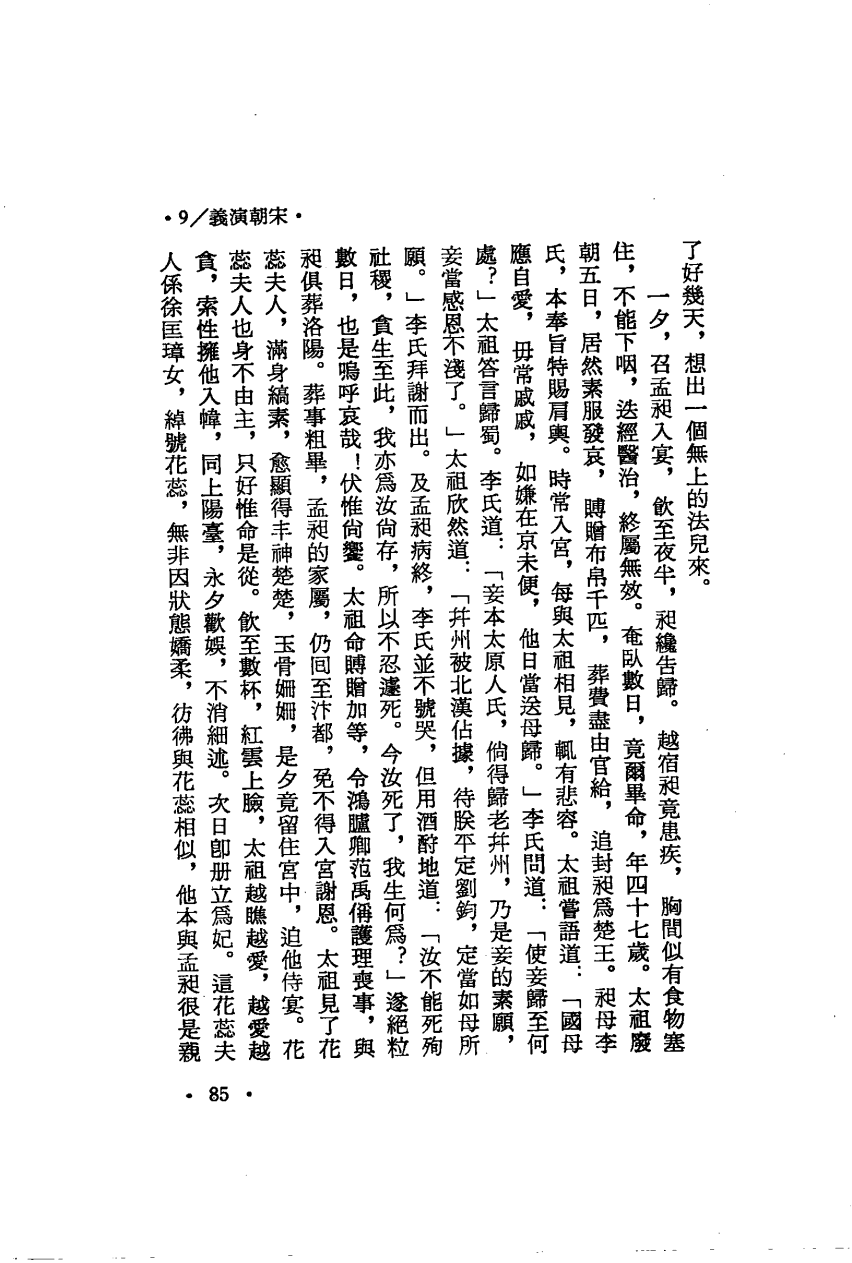 •9／義演朝宋•
了好幾天，想出一個無上的法兒來。
一夕，召孟昶入宴，飲至夜半，昶纔告歸。越宿昶竟患疾，胸間似有食物塞
住，不能下咽，迭經醫治，終屬無效。奄臥數日，竟爾畢命，年四十七歲。太祖廢
朝五日，居然素服發哀，賻贈布帛千匹，葬費盡由官給，追封昶爲楚王。昶母李
氏，本奉旨特賜肩輿。時常入宮，每與太祖相見，輒有悲容。太祖嘗語道：「國母
應自愛，毋常戚戚，如嫌在京未便，他日當送母歸。」李氏問道：「使妾歸至何
處？」太祖答言歸蜀。李氏道：「妾本太原人氏，倘得歸老幷州，乃是妾的素願，
妾當感恩不淺了。」太祖欣然道：「幷州被北漢佔據，待朕平定劉鈞，定當如母所
願。」李氏拜謝而出。及孟昶病終，李氏並不號哭，但用酒酹地道：「汝不能死殉
社稷，貪生至此，我亦爲汝尙存，所以不忍遽死。今汝死了，我生何爲？」遂絕粒
數日，也是嗚呼哀哉！伏惟尙饗。太祖命賻贈加等，令鴻臚卿范禹偁護理喪事，與
昶俱葬洛陽。葬事粗畢，孟昶的家屬，仍回至汴都，免不得入宮謝恩。太祖見了花
蕊夫人，滿身縞素，愈顯得丰神楚楚，玉骨姍姍，是夕竟留住宮中，迫他侍宴。花
蕊夫人也身不由主，只好惟命是從。飲至數杯，紅雲上臉，太祖越瞧越愛，越愛越
貪，索性擁他入幃，同上陽臺，永夕歡娛，不消細述。次日卽册立爲妃。這花蕊夫
人係徐匡璋女，綽號花蕊，無非因狀態嬌柔，彷彿與花蕊相似，他本與孟昶很是親
•85•